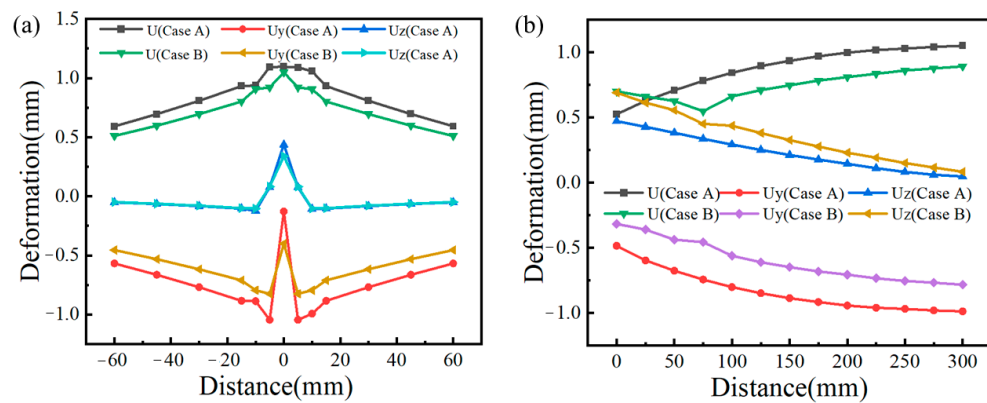 (a)
U(Case A) Uy(Case A) Uz(Case A)
U(Case B) Uy(Case B) Uz(Case A)
1.5
1.0
0.5
0.0
−0.5
−1.0
Deformation(mm)
−60 −40 −20 0 20 40 60
Distance(mm)
(b)
1.0
0.5
0.0
−0.5
−1.0
Deformation(mm)
U(Case A) Uy(Case A) Uz(Case A)
U(Case B) Uy(Case B) Uz(Case B)
0 50 100 150 200 250 300
Distance(mm)